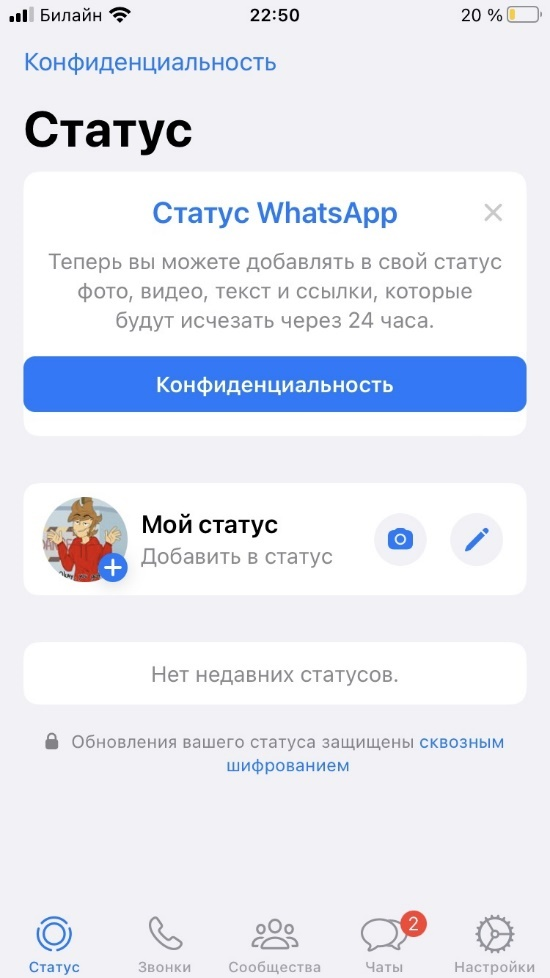 Билайн 22:50 20 %
Конфиденциальность
Статус
Статус WhatsApp
Теперь вы можете добавлять в свой статус
фото, видео, текст и ссылки, которые
будут исчезать через 24 часа.
Конфиденциальность
Мой статус
Добавить в статус
Нет недавних статусов.
Обновления вашего статуса защищены сквозным
шифрованием
2
Статус Звонки Сообщества Чаты Настройки